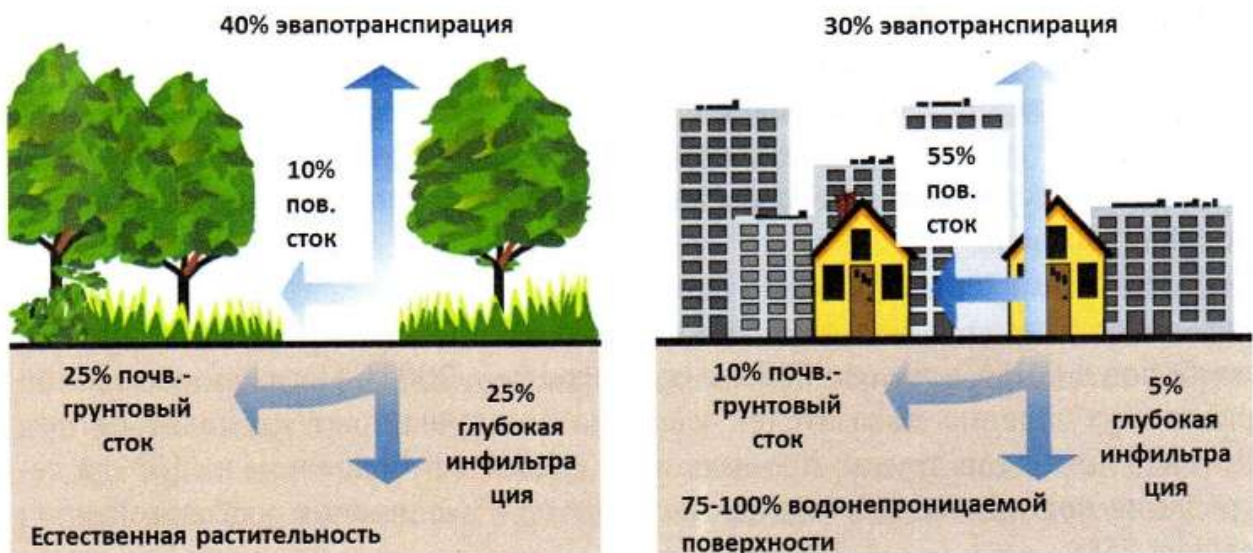 40% эвапотранспирация
10%
пов.
сток
25% почв.-
грунтовый
сток
25%
глубокая
инфильтра
ция
Естественная растительность
30% эвапотранспирация
55%
пов.
сток
10% почв.-
грунтовый
сток
5%
глубокая
инфильтра
ция
75-100% водонепроницаемой
поверхности